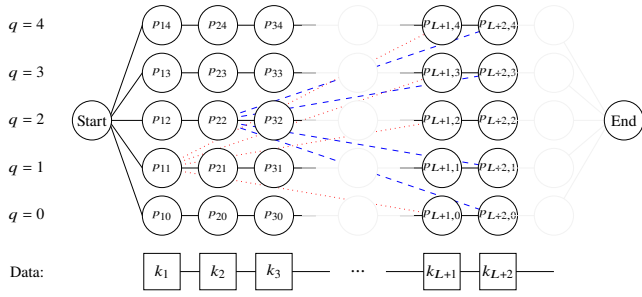 q = 4 p14 p24 p34 pL+1,4 pL+2,4
q = 3 p13 p23 p33 pL+1,3 pL+2,3
q = 2 Start p12 p22 p32 pL+1,2 pL+2,2 End
q = 1 p11 p21 p31 pL+1,1 pL+2,1
q = 0 p10 p20 p30 pL+1,0 pL+2,0
Data: k1 k2 k3 ... kL+1 kL+2